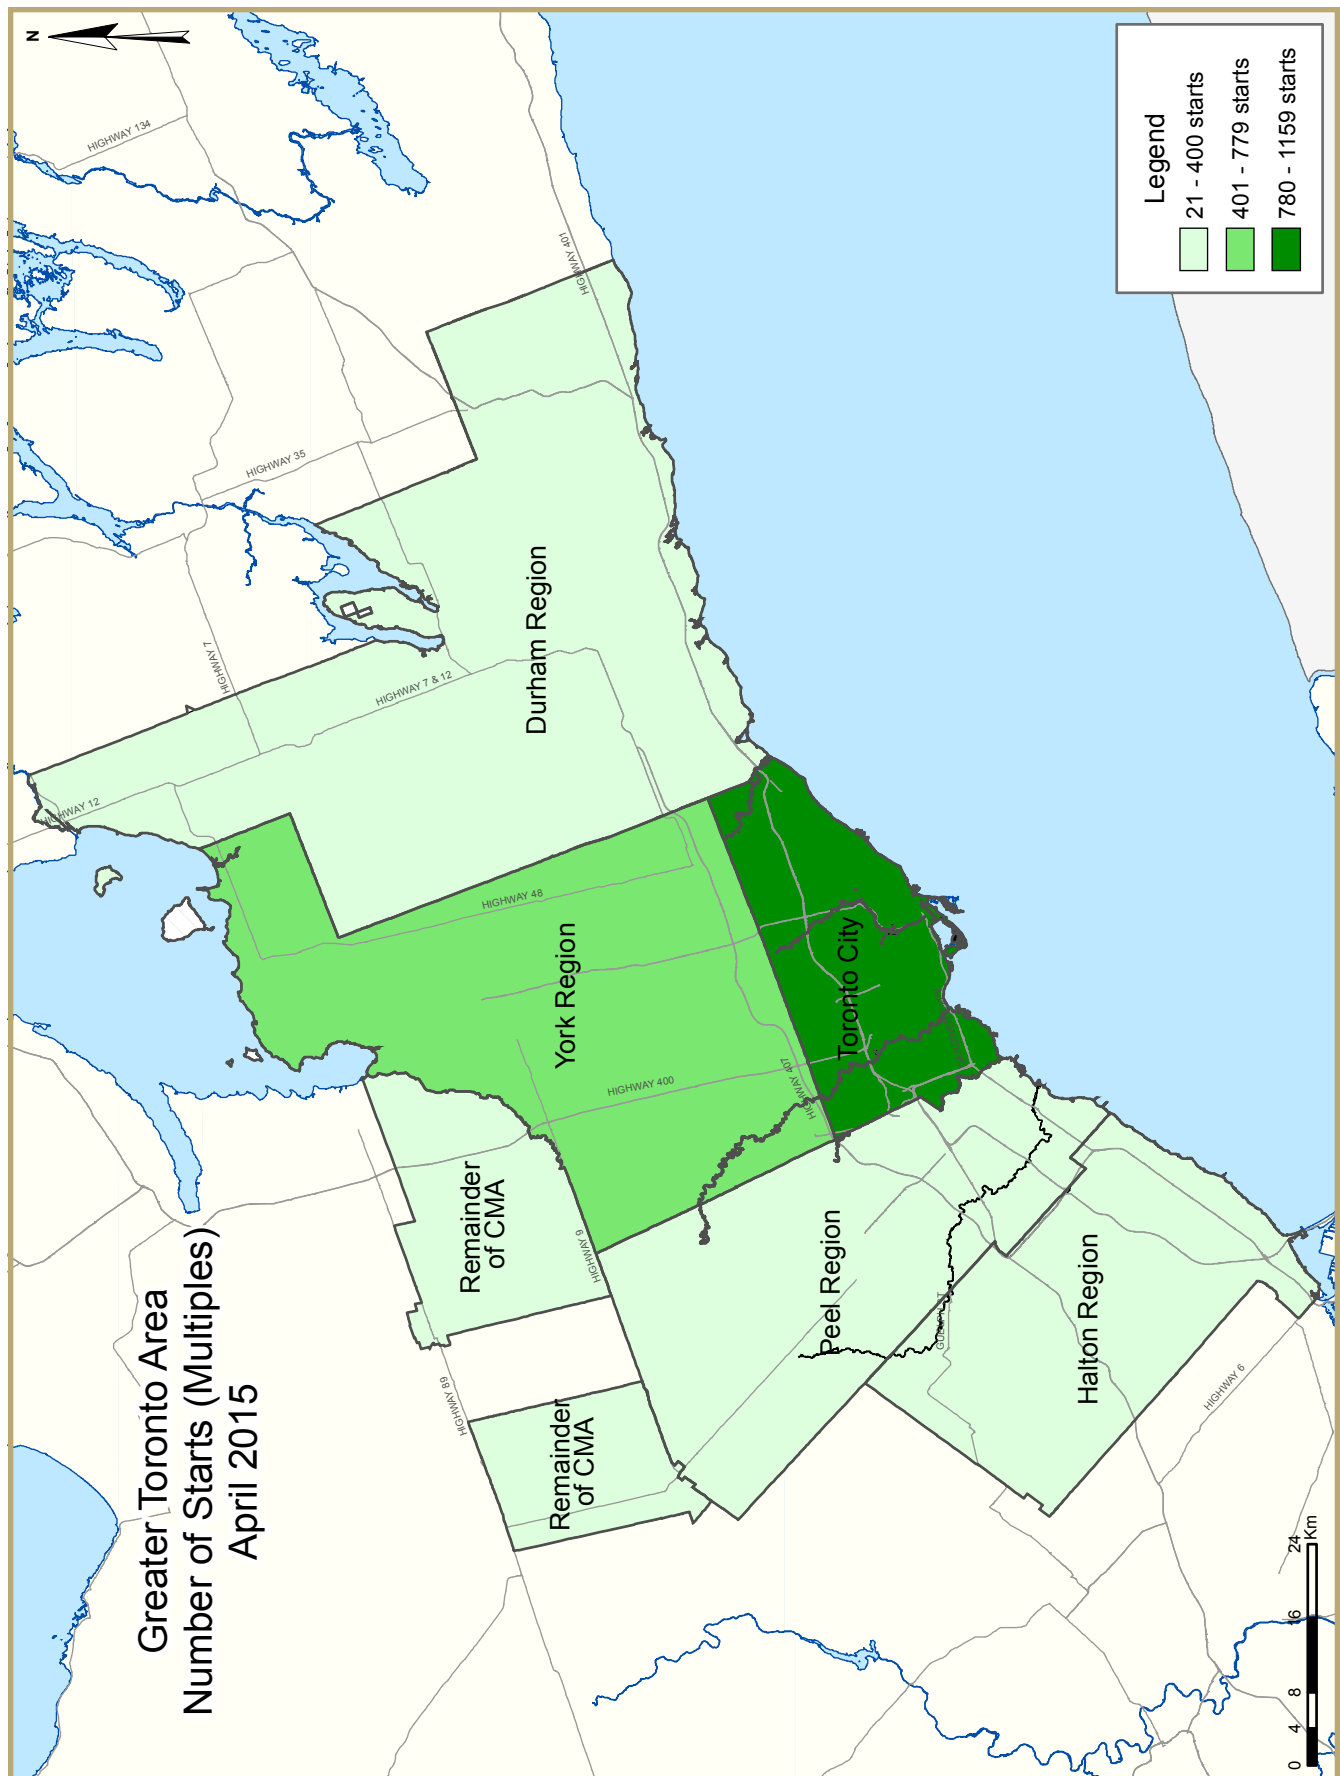 Greater Toronto Area
Number of Starts (Multiples)
April 2015
N
HIGHWAY 134
HIGHWAY 401
HIGHWAY 35
HIGHWAY 7
HIGHWAY 7 & 12
HIGHWAY 12
Durham Region
HIGHWAY 48
York Region
Toronto City
HIGHWAY 400
HIGHWAY 407
Remainder
of CMA
HIGHWAY 9
HIGHWAY 89
Remainder
of CMA
Peel Region
Halton Region
HIGHWAY 6
Legend
21 - 400 starts
401 - 779 starts
780 - 1159 starts
0 4 8 16 24
Km